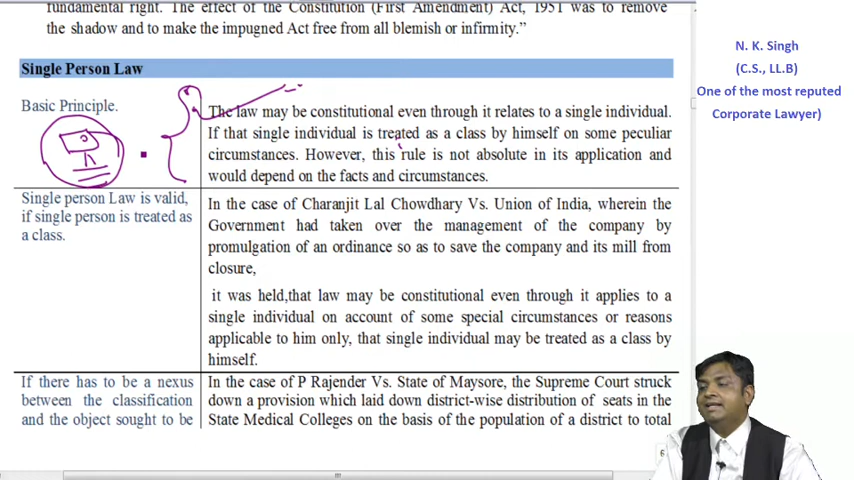 fundamental right. The effect of the Constitution (First Amendment) Act, 1951 was to remove
the shadow and to make the impugned Act free from all blemish or infirmity.”
Single Person Law
Basic Principle.
The law may be constitutional even through it relates to a single individual.
If that single individual is treated as a class by himself on some peculiar
circumstances. However, this rule is not absolute in its application and
would depend on the facts and circumstances.
Single person Law is valid,
if single person is treated as
a class.
In the case of Charanjit Lal Chowdhary Vs. Union of India, wherein the
Government had taken over the management of the company by
promulgation of an ordinance so as to save the company and its mill from
closure,
it was held,that law may be constitutional even through it applies to a
single individual on account of some special circumstances or reasons
applicable to him only, that single individual may be treated as a class by
himself.
If there has to be a nexus
between the classification
and the object sought to be
In the case of P Rajender Vs. State of Maysore, the Supreme Court struck
down a provision which laid down district-wise distribution of seats in the
State Medical Colleges on the basis of the population of a district to total
6
N. K. Singh
(C.S., LL.B)
One of the most reputed
Corporate Lawyer)